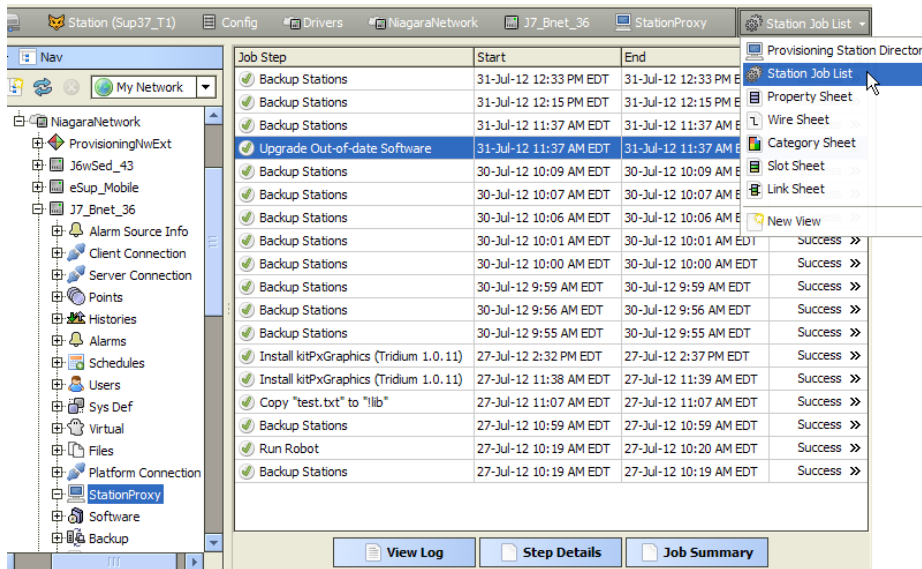 Station (Sup37_T1) Config Drivers NiagaraNetwork J7_Bnet_36 StationProxy Station Job List
Nav
My Network
NiagaraNetwork
ProvisioningNwExt
J6wSed_43
eSup_Mobile
J7_Bnet_36
Alarm Source Info
Client Connection
Server Connection
Points
Histories
Alarms
Schedules
Users
Sys Def
Virtual
Files
Platform Connection
StationProxy
Software
Backup
Job Step Start End
Backup Stations 31-Jul-12 12:33 PM EDT 31-Jul-12 12:33 PM E
Backup Stations 31-Jul-12 12:15 PM EDT 31-Jul-12 12:15 PM E
Backup Stations 31-Jul-12 11:37 AM EDT 31-Jul-12 11:37 AM E
Upgrade Out-of-date Software 31-Jul-12 11:37 AM EDT 31-Jul-12 11:37 AM E
Backup Stations 30-Jul-12 10:09 AM EDT 30-Jul-12 10:09 AM E
Backup Stations 30-Jul-12 10:07 AM EDT 30-Jul-12 10:07 AM E
Backup Stations 30-Jul-12 10:06 AM EDT 30-Jul-12 10:06 AM E
Backup Stations 30-Jul-12 10:01 AM EDT 30-Jul-12 10:01 AM EDT Success »
Backup Stations 30-Jul-12 10:00 AM EDT 30-Jul-12 10:00 AM EDT Success »
Backup Stations 30-Jul-12 9:59 AM EDT 30-Jul-12 9:59 AM EDT Success »
Backup Stations 30-Jul-12 9:56 AM EDT 30-Jul-12 9:56 AM EDT Success »
Backup Stations 30-Jul-12 9:55 AM EDT 30-Jul-12 9:55 AM EDT Success »
Install kitPxGraphics (Tridium 1.0.11) 27-Jul-12 2:32 PM EDT 27-Jul-12 2:37 PM EDT Success »
Install kitPxGraphics (Tridium 1.0.11) 27-Jul-12 11:38 AM EDT 27-Jul-12 11:39 AM EDT Success »
Copy "test.txt" to "!lib" 27-Jul-12 11:07 AM EDT 27-Jul-12 11:07 AM EDT Success »
Backup Stations 27-Jul-12 10:59 AM EDT 27-Jul-12 10:59 AM EDT Success »
Run Robot 27-Jul-12 10:19 AM EDT 27-Jul-12 10:20 AM EDT Success »
Backup Stations 27-Jul-12 10:19 AM EDT 27-Jul-12 10:19 AM EDT Success »
Provisioning Station Director
Station Job List
Property Sheet
Wire Sheet
Category Sheet
Slot Sheet
Link Sheet
New View
View Log Step Details Job Summary